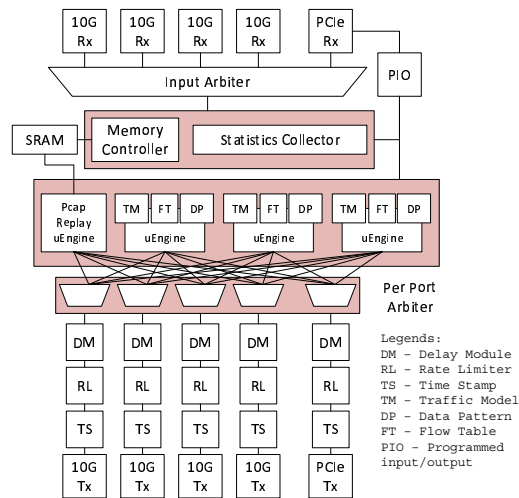 10G Rx
10G Rx
10G Rx
10G Rx
PCIe Rx
Input Arbiter
PIO
SRAM
Memory
Controller
Statistics Collector
Pcap
Replay
uEngine
TM FT DP
uEngine
TM FT DP
uEngine
TM FT DP
uEngine
Per Port
Arbiter
DM DM DM DM DM
RL RL RL RL RL
TS TS TS TS TS
10G Tx
10G Tx
10G Tx
10G Tx
PCIe Tx
Legends:
DM - Delay Module
RL - Rate Limiter
TS - Time Stamp
TM - Traffic Model
DP - Data Pattern
FT - Flow Table
PIO - Programmed
input/output